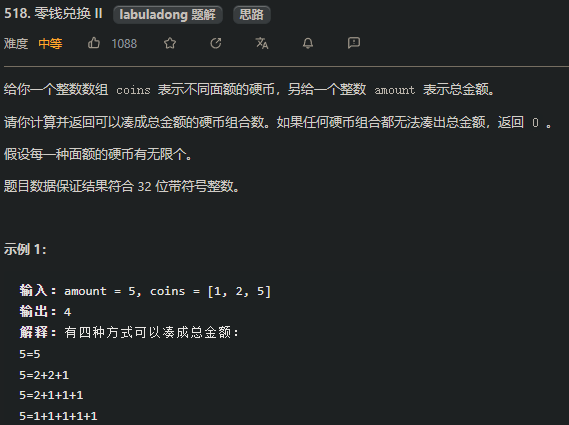 518. 零钱兑换 II labuladong 题解 思路
难度 中等 1088
给你一个整数数组 coins 表示不同面额的硬币，另给一个整数 amount 表示总金额。
请你计算并返回可以凑成总金额的硬币组合数。如果任何硬币组合都无法凑出总金额，返回 0 。
假设每一种面额的硬币有无限个。
题目数据保证结果符合 32 位带符号整数。
示例 1：
输入：amount = 5, coins = [1, 2, 5]
输出：4
解释：有四种方式可以凑成总金额：
5=5
5=2+2+1
5=2+1+1+1
5=1+1+1+1+1